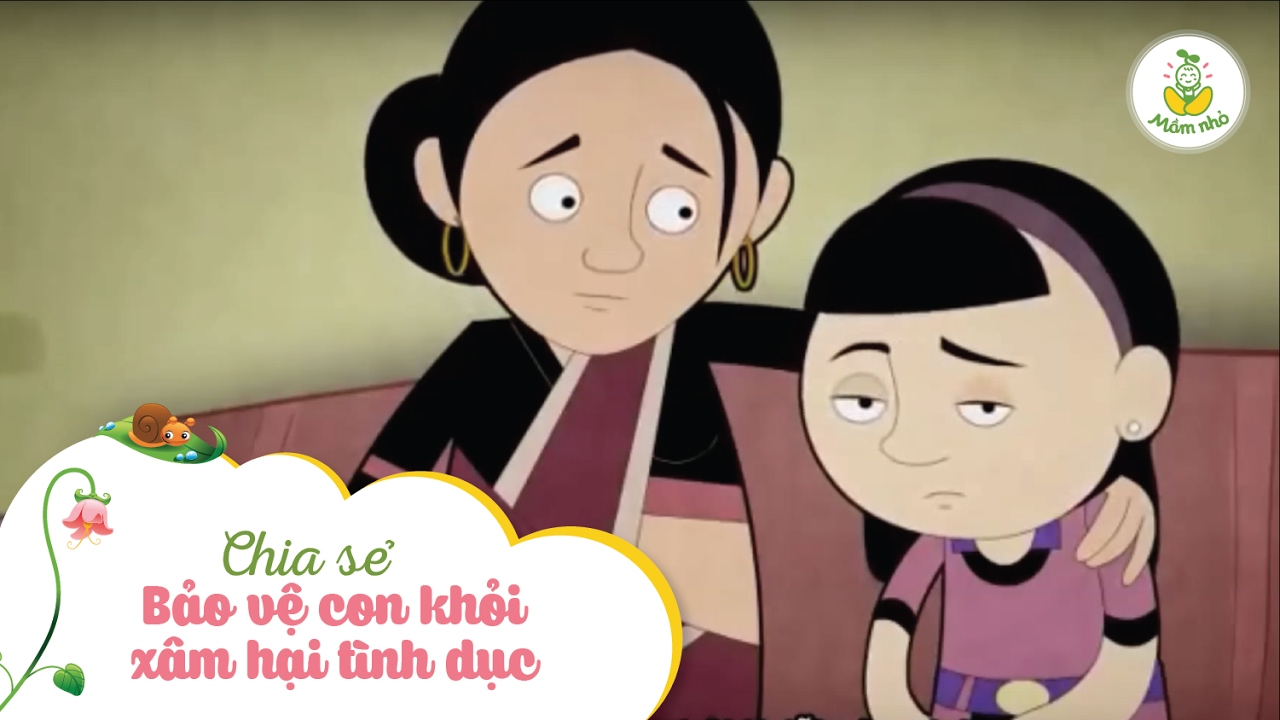 Mầm nhỏ
Chia sẻ
Bảo vệ con khỏi
xâm hại tình dục